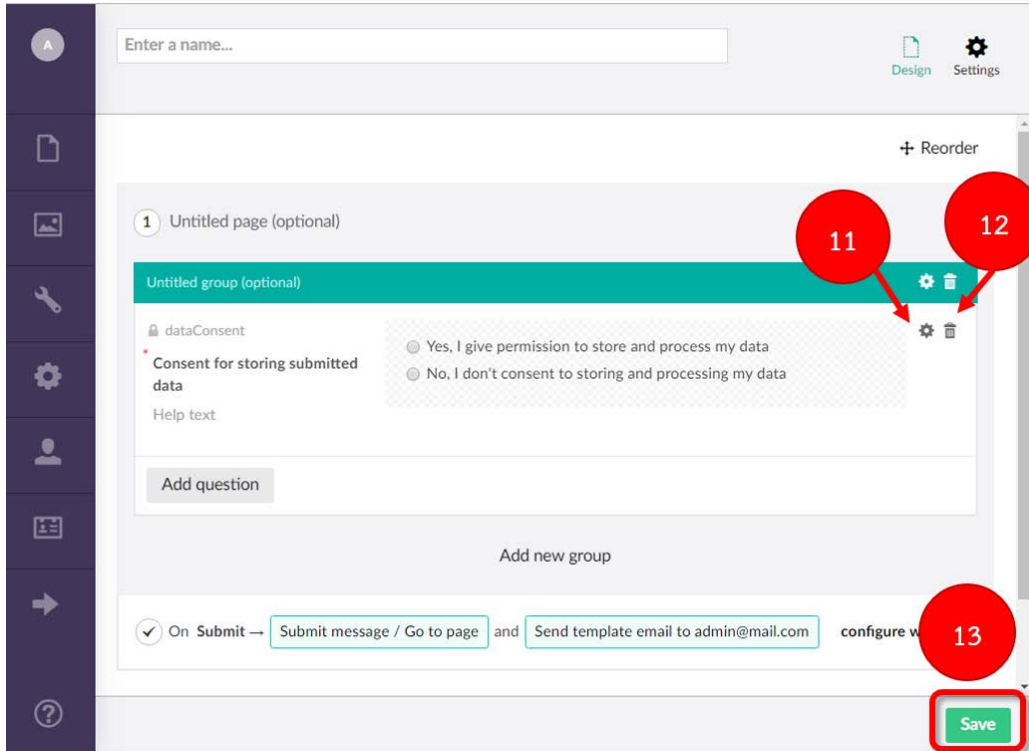 A
Enter a name...
Design
Settings
Reorder
1 Untitled page (optional)
11
12
Untitled group (optional)
dataConsent
* Consent for storing submitted
data
Help text
Yes, I give permission to store and process my data
No, I don't consent to storing and processing my data
Add question
Add new group
On Submit → Submit message / Go to page and Send template email to admin@mail.com configure
13
Save